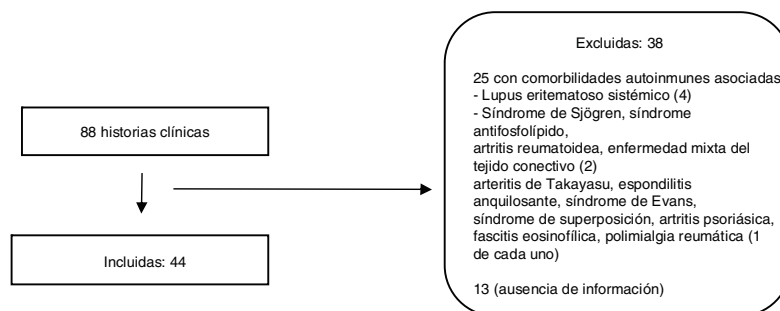 88 historias clínicas
Incluidas: 44
Excluidas: 38
25 con comorbilidades autoinmunes asociadas
- Lupus eritematoso sistémico (4)
- Síndrome de Sjögren, síndrome
antifosfolípido,
artritis reumatoidea, enfermedad mixta del
tejido conectivo (2)
arteritis de Takayasu, espondilitis
anquilosante, síndrome de Evans,
síndrome de superposición, artritis psoriásica,
fascitis eosinofílica, polimialgia reumática (1
de cada uno)
13 (ausencia de información)